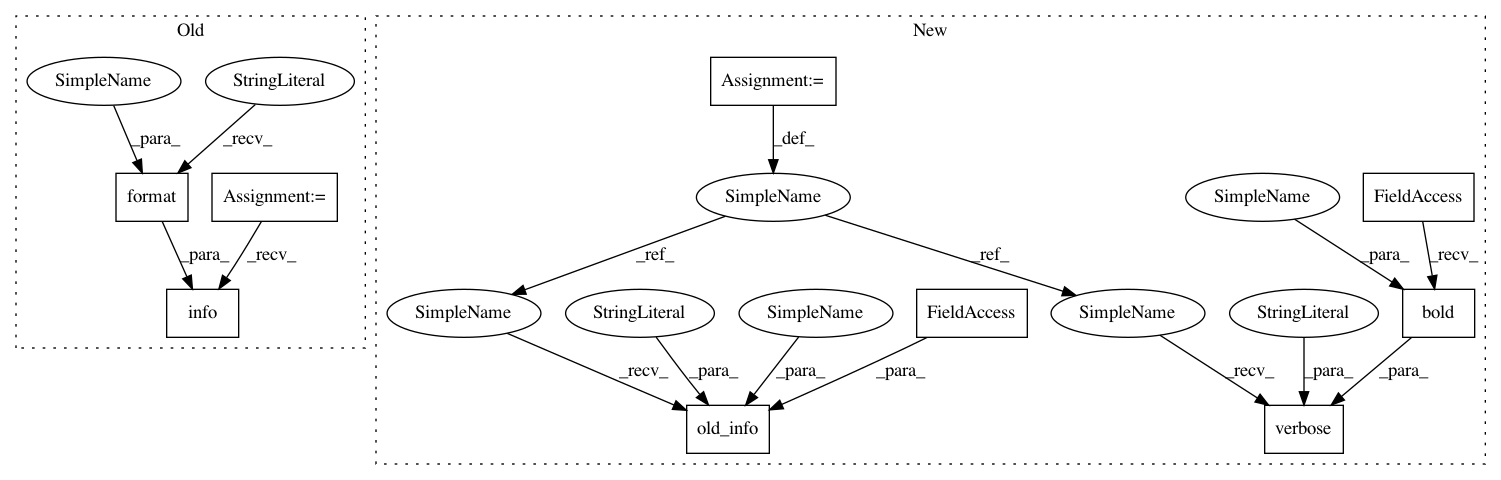 Old
New
SimpleName
StringLiteral
Assignment:=
_para_
_recv_
_def_
format
Assignment:=
SimpleName
SimpleName
FieldAccess
_para_
_recv_
_ref_
_ref_
_para_
_recv_
info
SimpleName
StringLiteral
SimpleName
FieldAccess
SimpleName
StringLiteral
bold
_recv_
_para_
_para_
_para_
_recv_
_para_
_para_
old_info
verbose